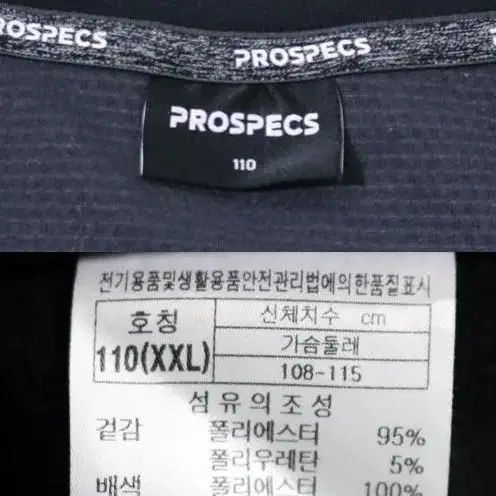 PROSPECS PROSPECS
PROSPECS
110
전기용품및생활용품안전관리법에의한품질표시
호칭 신체치수 cm
110(XXL) 가슴둘레
108-115
섬유의조성
겉감 폴리에스터 95%
폴리우레탄 5%
배색 폴리에스터 100%